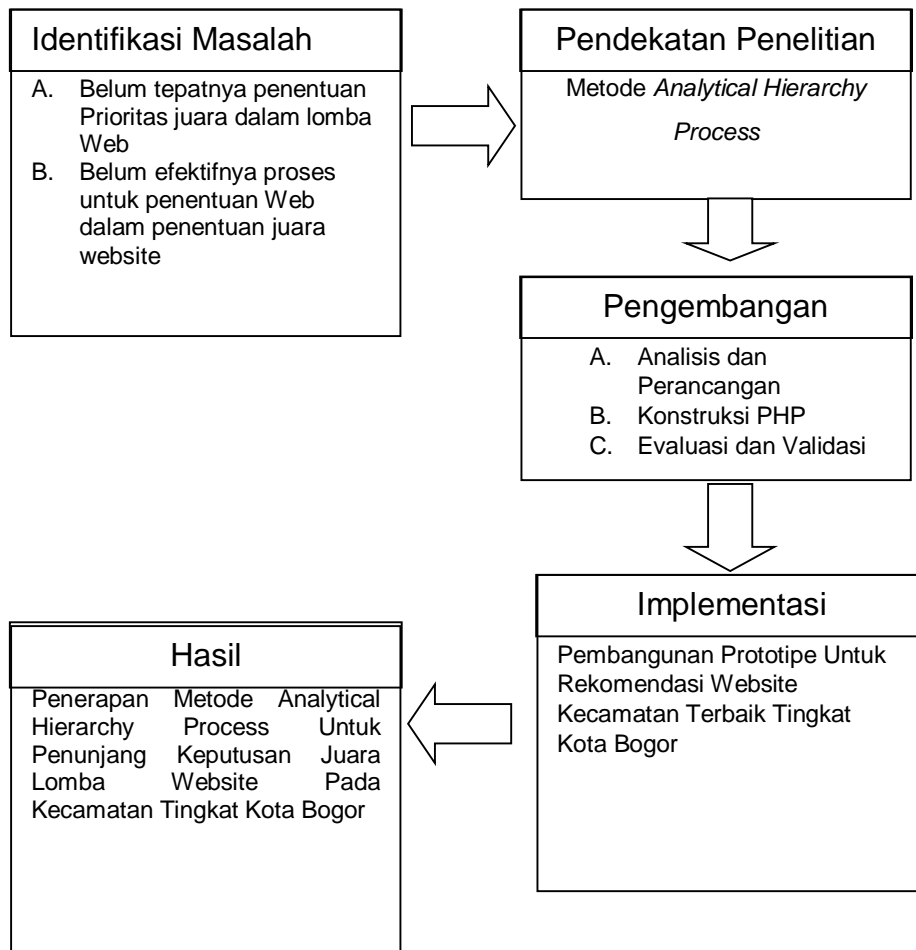 Identifikasi Masalah
A. Belum tepatnya penentuan
Prioritas juara dalam lomba
Web
B. Belum efektifnya proses
untuk penentuan Web
dalam penentuan juara
website
Pendekatan Penelitian
Metode Analytical Hierarchy
Process
Pengembangan
A. Analisis dan
Perancangan
B. Konstruksi PHP
C. Evaluasi dan Validasi
Implementasi
Pembangunan Prototipe Untuk
Rekomendasi Website
Kecamatan Terbaik Tingkat
Kota Bogor
Hasil
Penerapan Metode Analytical
Hierarchy Process Untuk
Penunjang Keputusan Juara
Lomba Website Pada
Kecamatan Tingkat Kota Bogor